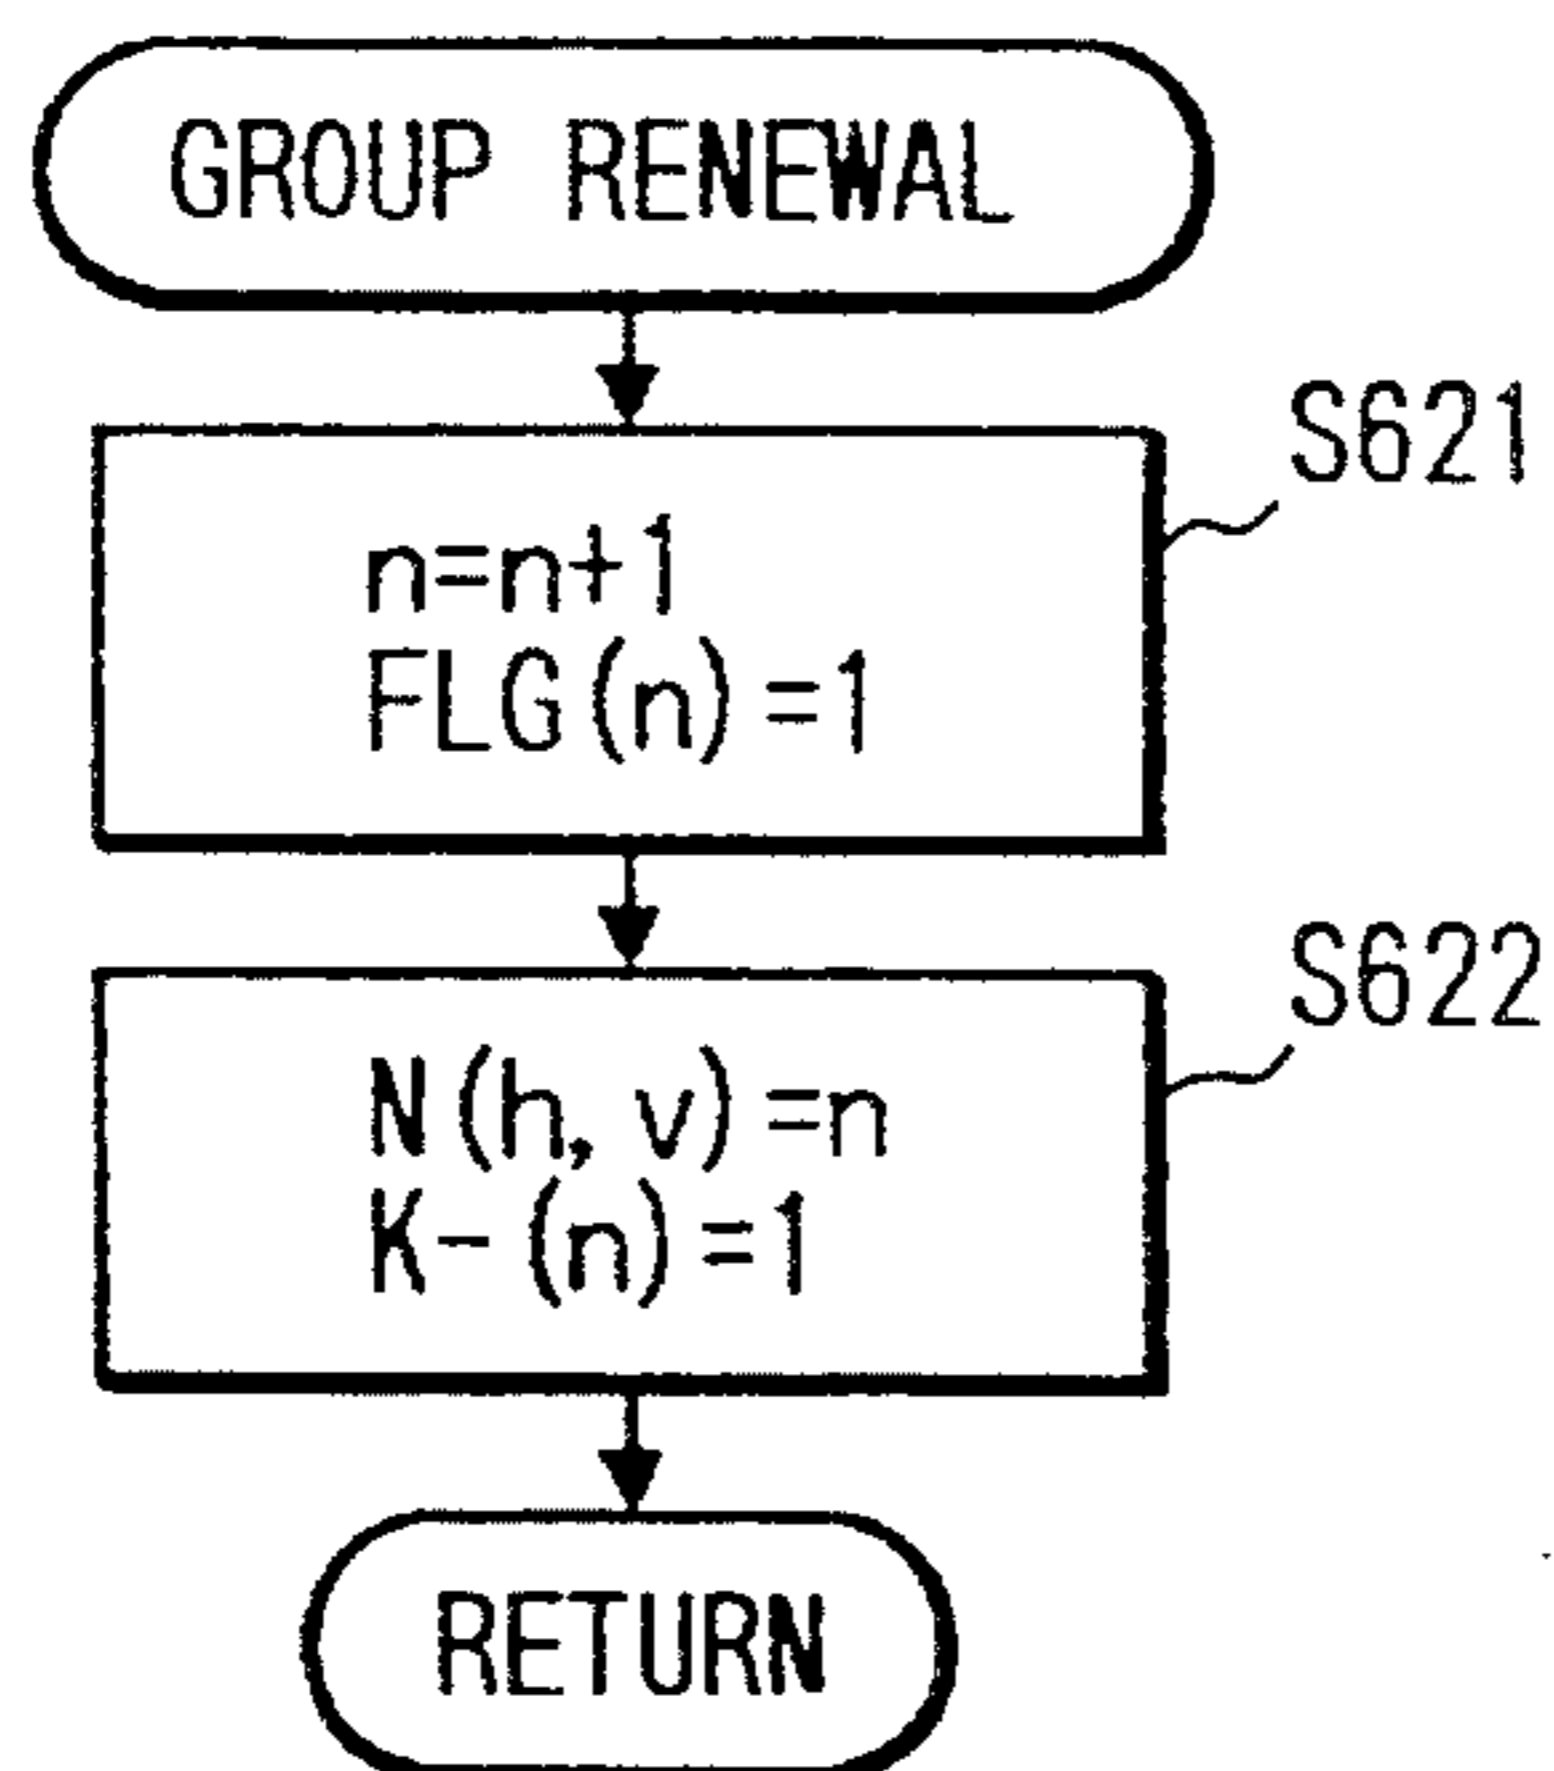 GROUP RENEWAL
S621
n=n+1
FLG(n)=1
S622
N(h, v)=n
K-(n)=1
RETURN